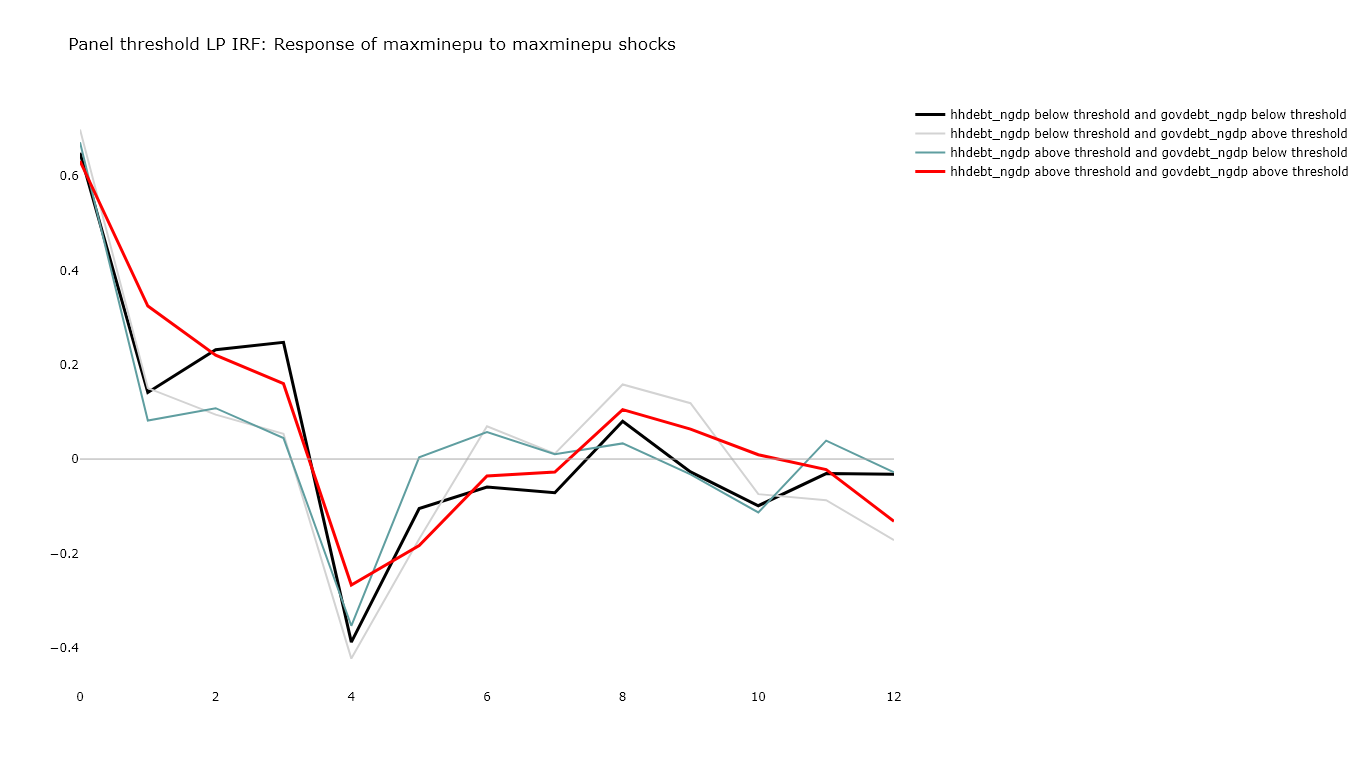 Panel threshold LP IRF: Response of maxminepu to maxminepu shocks
hhdebt_ngdp below threshold and govdebt_ngdp below threshold
hhdebt_ngdp below threshold and govdebt_ngdp above threshold
hhdebt_ngdp above threshold and govdebt_ngdp below threshold
hhdebt_ngdp above threshold and govdebt_ngdp above threshold
0.6
0.4
0.2
0
−0.2
−0.4
0 2 4 6 8 10 12